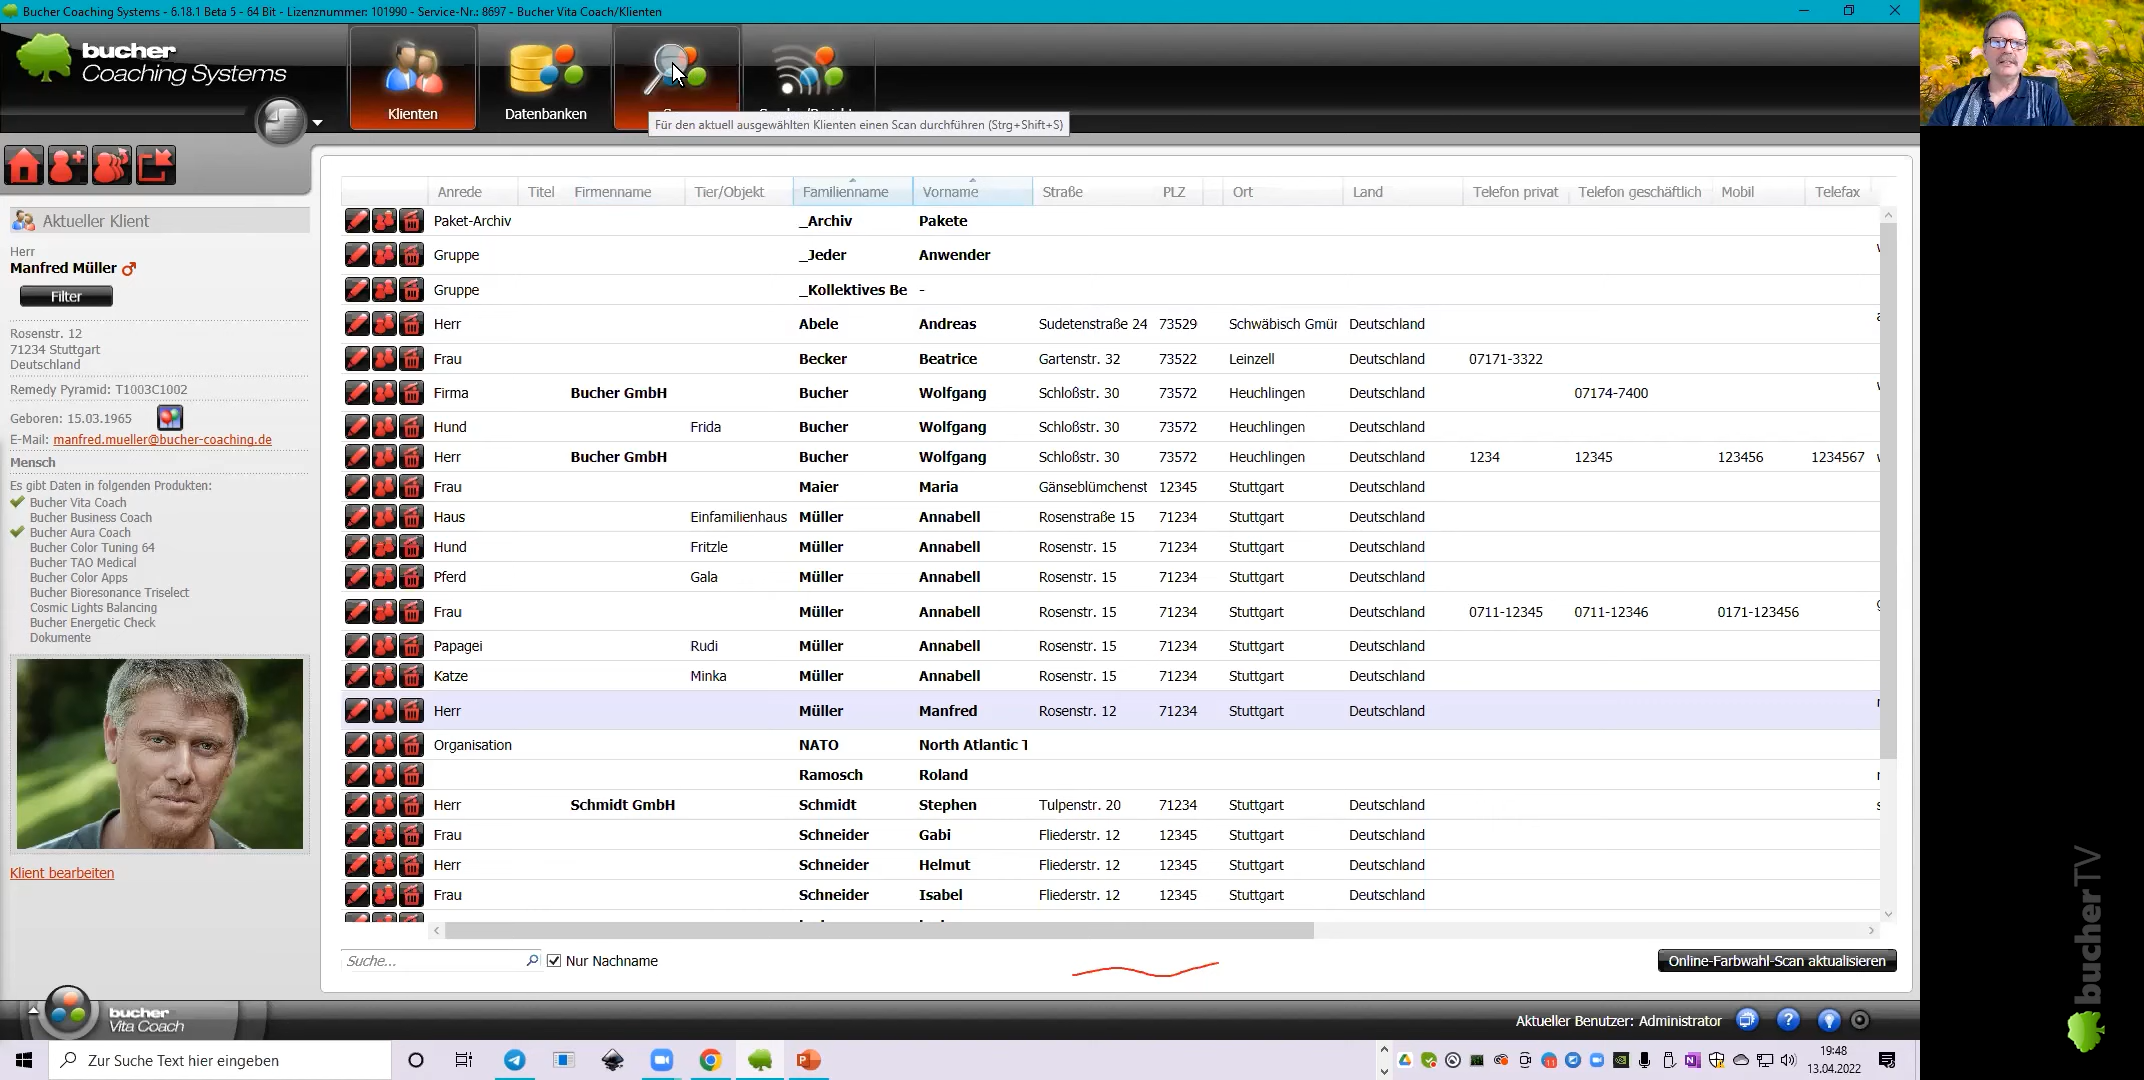 Bucher Coaching Systems - 6.18.1 Beta 5 - 64 Bit - Lizenznummer: 101990 - Service-Nr.: 8697 - Bucher Vita Coach/Klienten
bucher
Coaching Systems
Klienten
Datenbanken
Für den aktuell ausgewählten Klienten einen Scan durchführen (Strg+Shift+S)
Aktueller Klient
Herr
Manfred Müller
Filter
Rosenstr. 12
71234 Stuttgart
Deutschland
Remedy Pyramid: T1003C1002
Geboren: 15.03.1965
E-Mail: manfred.mueller@bucher-coaching.de
Mensch
Es gibt Daten in folgenden Produkten:
Bucher Vita Coach
Bucher Business Coach
Bucher Aura Coach
Bucher Color Tuning 64
Bucher TAO Medical
Bucher Color Apps
Bucher Bioresonance Triselect
Cosmic Lights Balancing
Bucher Energetic Check
Dokumente
Klient bearbeiten
Anrede Titel Firmenname Tier/Objekt Familienname Vorname Straße PLZ Ort Land Telefon privat Telefon geschäftlich Mobil Telefax
Paket-Archiv _Archiv Pakete
Gruppe _Jeder Anwender
Gruppe _Kollektives Be -
Herr Abele Andreas Sudetenstraße 24 73529 Schwäbisch Gmür Deutschland
Frau Becker Beatrice Gartenstr. 32 73522 Leinzell Deutschland 07171-3322
Firma Bucher GmbH Bucher Wolfgang Schloßstr. 30 73572 Heuchlingen Deutschland 07174-7400
Hund Frida Bucher Wolfgang Schloßstr. 30 73572 Heuchlingen Deutschland
Herr Bucher GmbH Bucher Wolfgang Schloßstr. 30 73572 Heuchlingen Deutschland 1234 12345 123456 1234567
Frau Maier Maria Gänseblümchenst 12345 Stuttgart Deutschland
Haus Einfamilienhaus Müller Annabell Rosenstraße 15 71234 Stuttgart Deutschland
Hund Fritzle Müller Annabell Rosenstr. 15 71234 Stuttgart Deutschland
Pferd Gala Müller Annabell Rosenstr. 15 71234 Stuttgart Deutschland
Frau Müller Annabell Rosenstr. 15 71234 Stuttgart Deutschland 0711-12345 0711-12346 0171-123456
Papagei Rudi Müller Annabell Rosenstr. 15 71234 Stuttgart Deutschland
Katze Minka Müller Annabell Rosenstr. 15 71234 Stuttgart Deutschland
Herr Müller Manfred Rosenstr. 12 71234 Stuttgart Deutschland
Organisation NATO North Atlantic T
Ramosch Roland
Herr Schmidt GmbH Schmidt Stephen Tulpenstr. 20 71234 Stuttgart Deutschland
Frau Schneider Gabi Fliederstr. 12 12345 Stuttgart Deutschland
Herr Schneider Helmut Fliederstr. 12 12345 Stuttgart Deutschland
Frau Schneider Isabel Fliederstr. 12 12345 Stuttgart Deutschland
Suche...
Nur Nachname
Online-Farbwahl-Scan aktualisieren
bucher
Vita Coach
Aktueller Benutzer: Administrator
Zur Suche Text hier eingeben
19:48
13.04.2022
bucherTV